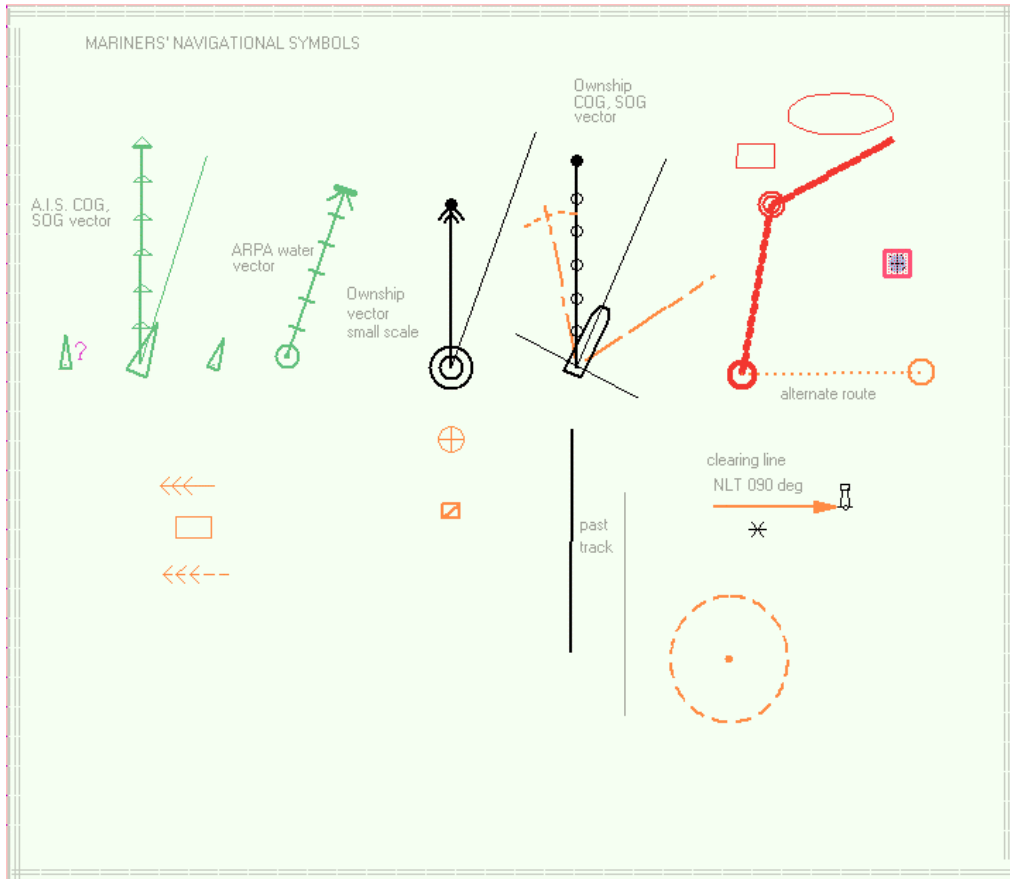 MARINERS' NAVIGATIONAL SYMBOLS
Ownship
COG, SOG
vector
A.I.S. COG,
SOG vector
ARPA water
vector
Ownship
vector
small scale
?
alternate route
clearing line
NLT 090 deg
past
track